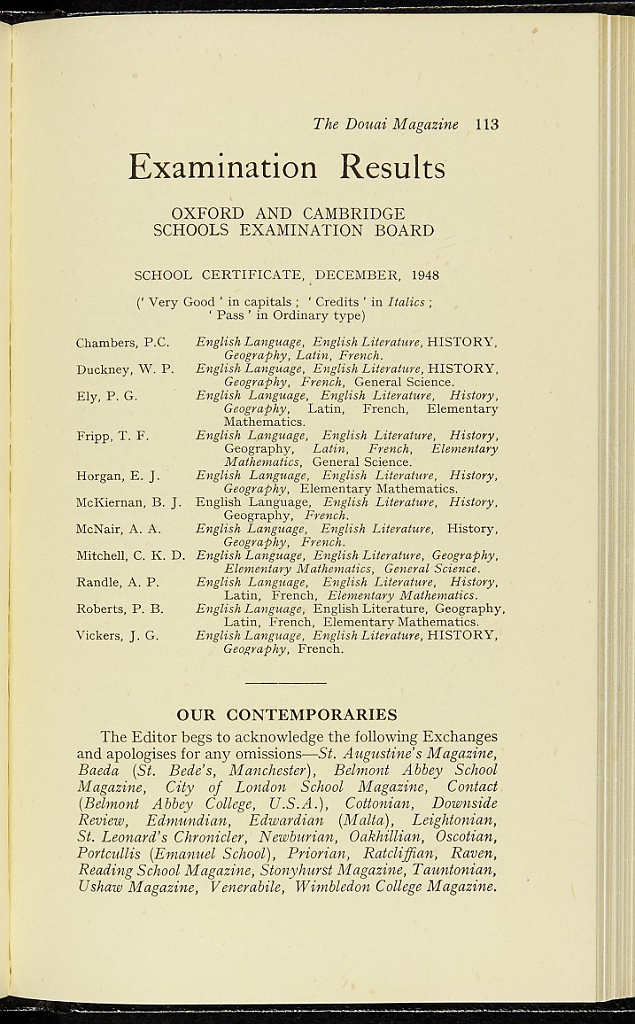 The Douai Magazine 113
Examination Results
OXFORD AND CAMBRIDGE
SCHOOLS EXAMINATION BOARD
SCHOOL CERTIFICATE, DECEMBER, 1948
(' Very Good ' in capitals ; ' Credits ' in Italics ;
' Pass ' in Ordinary type)
Chambers, P.C. English Language, English Literature, HISTORY,
Geography, Latin, French.
Duckney, W. P. English Language, English Literature, HISTORY,
Geography, French, General Science.
Ely, P. G. English Language, English Literature, History,
Geography, Latin, French, Elementary
Mathematics.
Fripp, T. F. English Language, English Literature, History,
Geography, Latin, French, Elementary
Mathematics, General Science.
Horgan, E. J. English Language, English Literature, History,
Geography, Elementary Mathematics.
McKiernan, B. J. English Language, English Literature, History,
Geography, French.
McNair, A. A. English Language, English Literature, History,
Geography, French.
Mitchell, C. K. D. English Language, English Literature, Geography,
Elementary Mathematics, General Science.
Randle, A. P. English Language, English Literature, History,
Latin, French, Elementary Mathematics.
Roberts, P. B. English Language, English Literature, Geography,
Latin, French, Elementary Mathematics.
Vickers, J. G. English Language, English Literature, HISTORY,
Geography, French.
OUR CONTEMPORARIES
The Editor begs to acknowledge the following Exchanges
and apologises for any omissions—St. Augustine's Magazine,
Baeda (St. Bede's, Manchester), Belmont Abbey School
Magazine, City of London School Magazine, Contact
(Belmont Abbey College, U.S.A.), Cottonian, Downside
Review, Edmundian, Edwardian (Malta), Leightonian,
St. Leonard's Chronicler, Newburian, Oakhillian, Oscotian,
Portcullis (Emanuel School), Priorian, Ratcliffian, Raven,
Reading School Magazine, Stonyhurst Magazine, Tauntonian,
Ushaw Magazine, Venerabile, Wimbledon College Magazine.